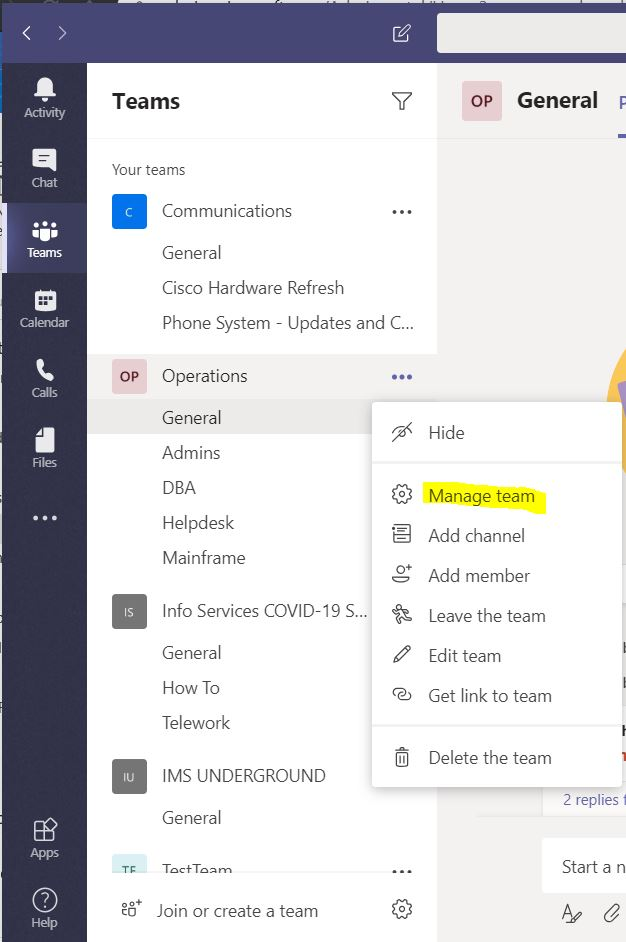 Activity
Chat
Teams
Calendar
Calls
Files
Apps
Help
Teams
Your teams
C
Communications
General
Cisco Hardware Refresh
Phone System - Updates and C...
OP
Operations
General
Admins
DBA
Helpdesk
Mainframe
IS
Info Services COVID-19 S...
General
How To
Telework
IU
IMS UNDERGROUND
General
TE
TestTeam
Join or create a team
Hide
Manage team
Add channel
Add member
Leave the team
Edit team
Get link to team
Delete the team
OP
General
2 replies f
Start a n